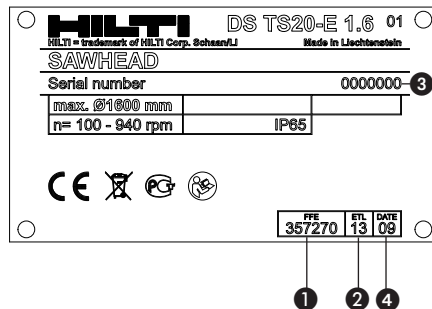 HILTI DS TS20-E 1.6 01
HILTI = trademark of HILTI Corp. Schaan/LI Made in Liechtenstein
SAWHEAD
Serial number 0000000 3
max. Ø1600 mm
n= 100 - 940 rpm IP65
CE PG
FFE ETL DATE
357270 13 09
1 2 4